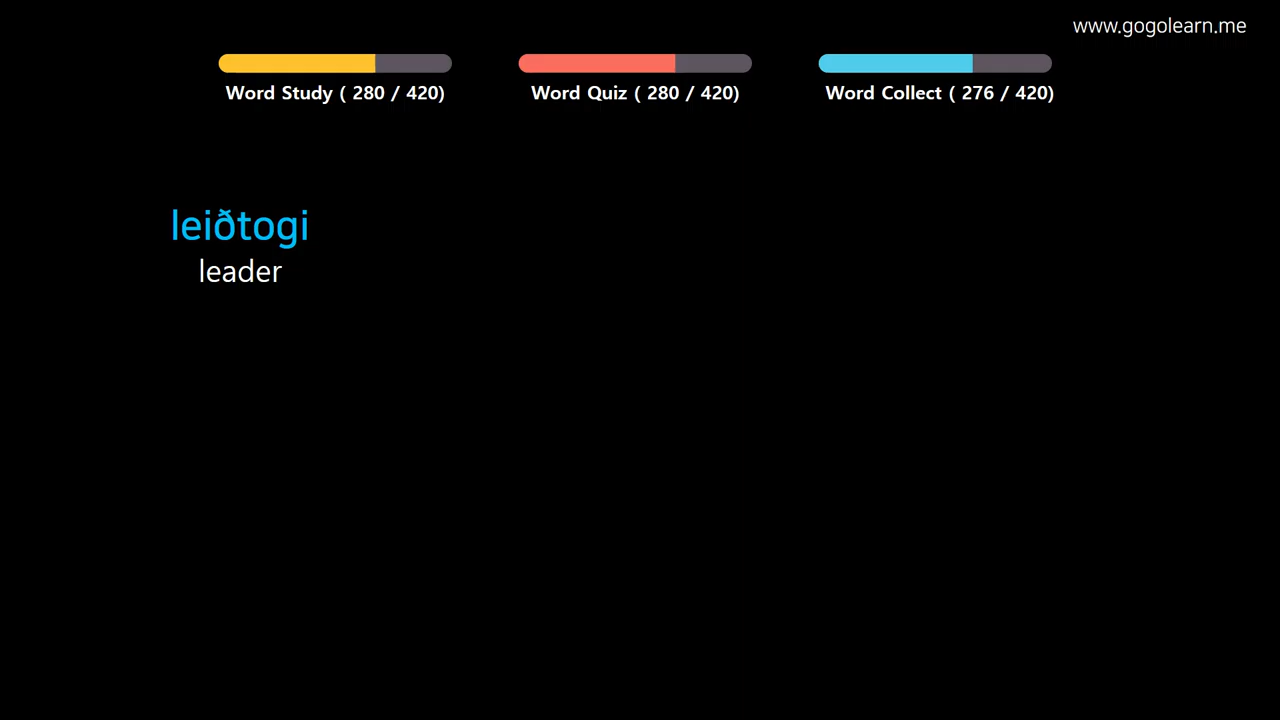 www.gogolearn.me
Word Study ( 280 / 420)
Word Quiz ( 280 / 420)
Word Collect ( 276 / 420)
leiðtogi
leader